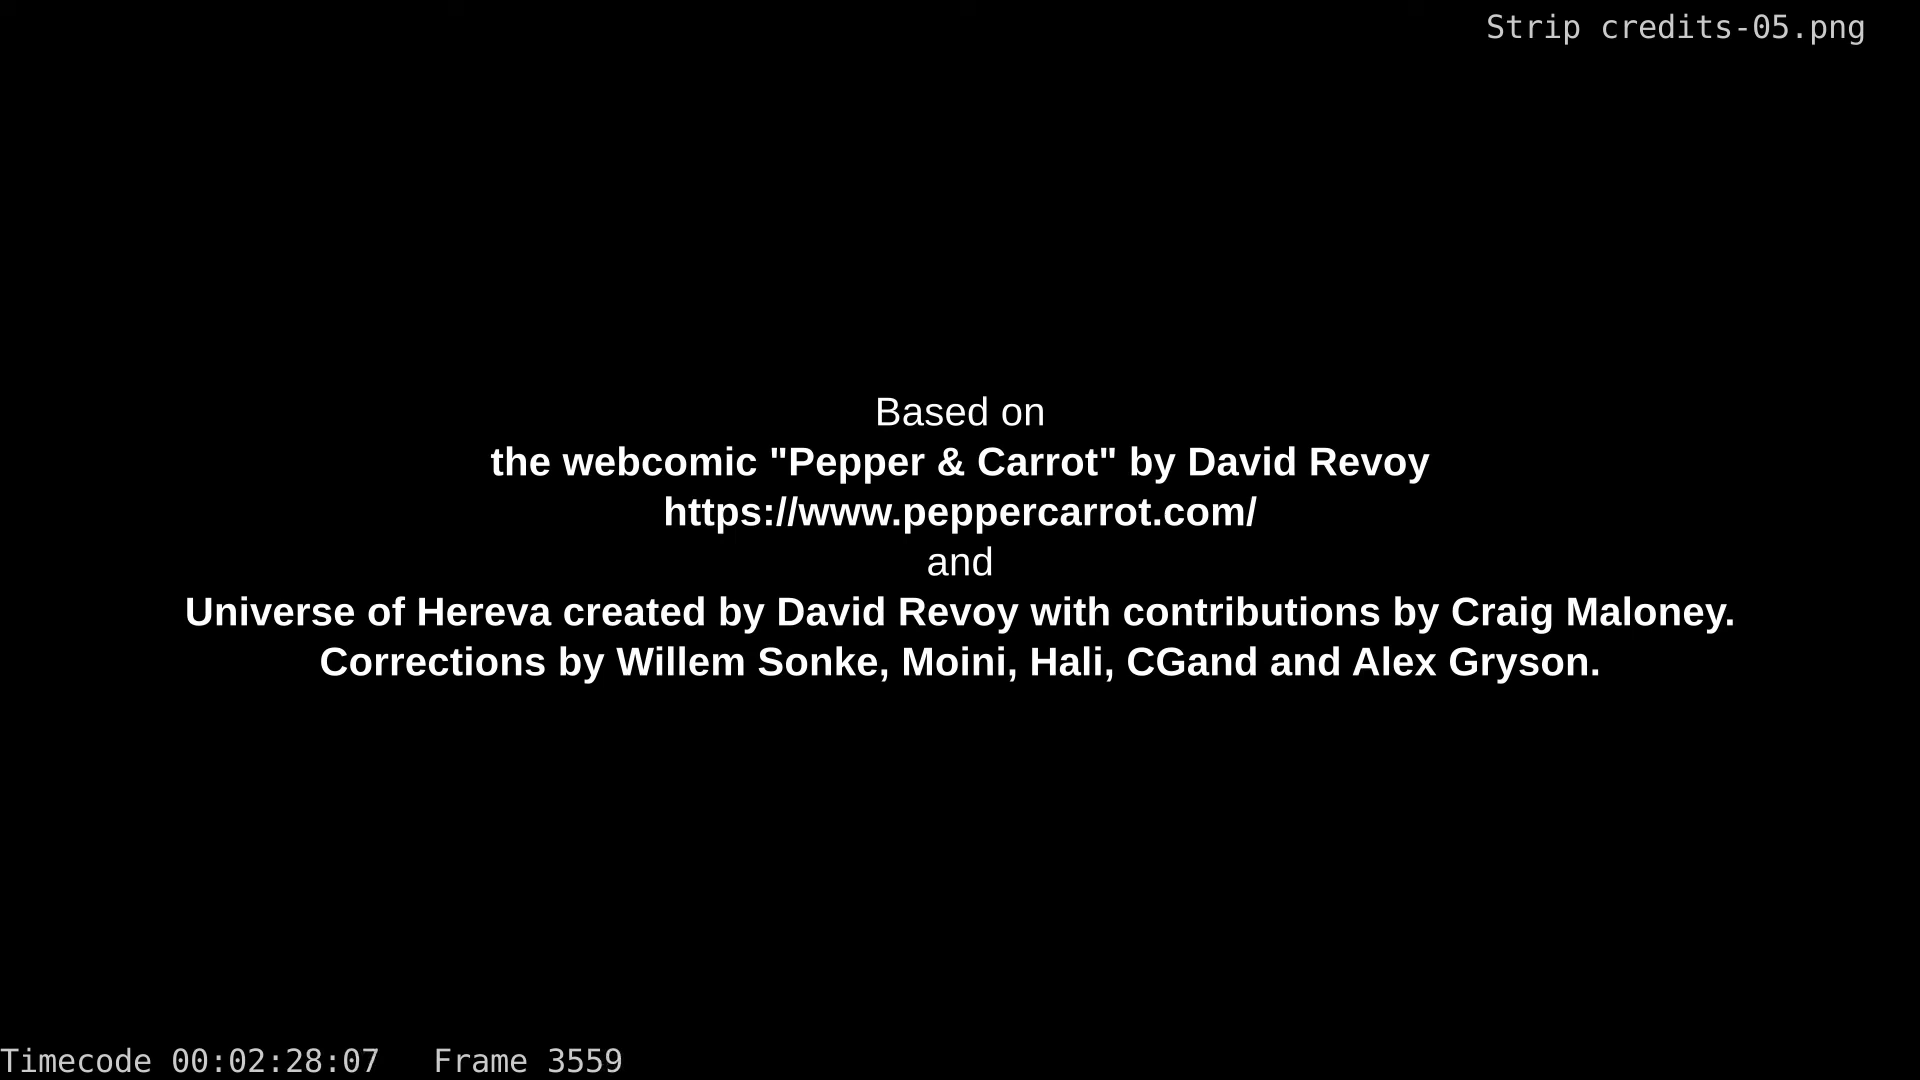 Strip credits-05.png
Based on
the webcomic "Pepper & Carrot" by David Revoy
https://www.peppercarrot.com/
and
Universe of Hereva created by David Revoy with contributions by Craig Maloney.
Corrections by Willem Sonke, Moini, Hali, CGand and Alex Gryson.
Timecode 00:02:28:07   Frame 3559